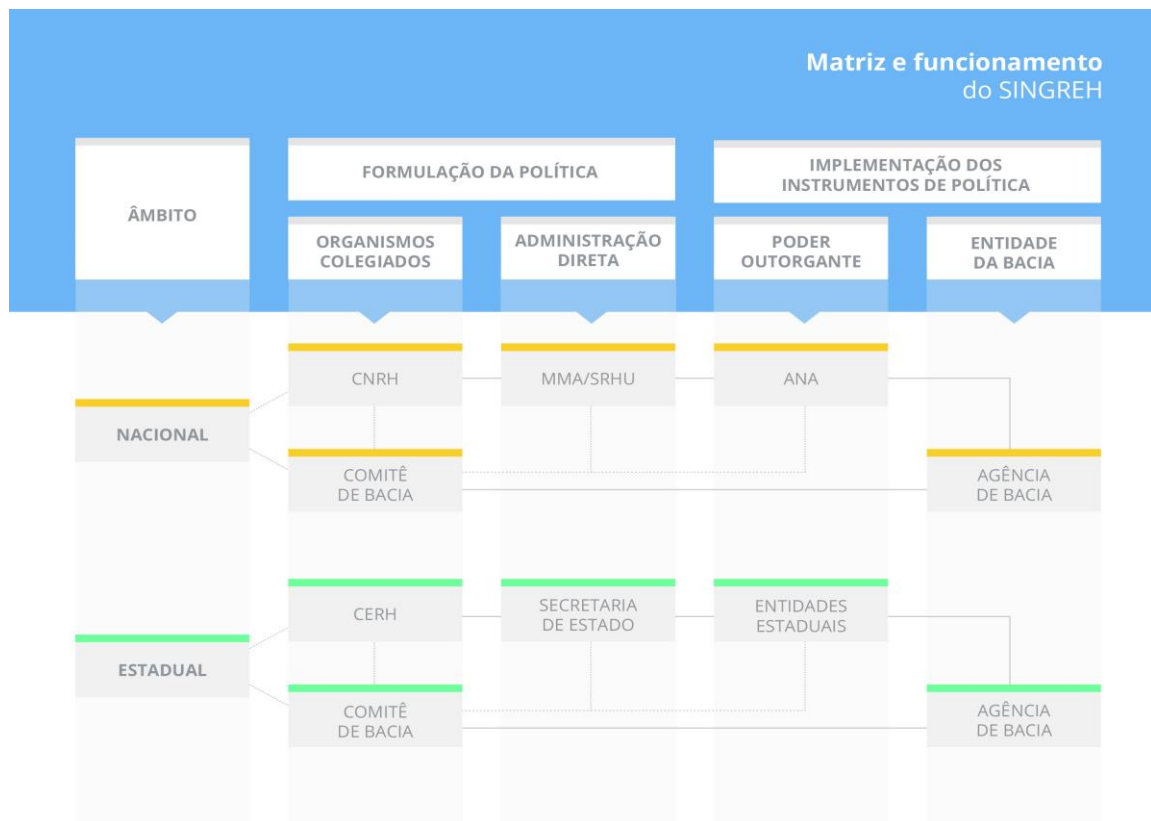 Matriz e funcionamento
do SINGREH
ÂMBITO
FORMULAÇÃO DA POLÍTICA
IMPLEMENTAÇÃO DOS
INSTRUMENTOS DE POLÍTICA
ORGANISMOS
COLEGIADOS
ADMINISTRAÇÃO
DIRETA
PODER
OUTORGANTE
ENTIDADE
DA BACIA
NACIONAL
CNRH
MMA/SRHU
ANA
COMITÊ
DE BACIA
AGÊNCIA
DE BACIA
ESTADUAL
CERH
SECRETARIA
DE ESTADO
ENTIDADES
ESTADUAIS
COMITÊ
DE BACIA
AGÊNCIA
DE BACIA